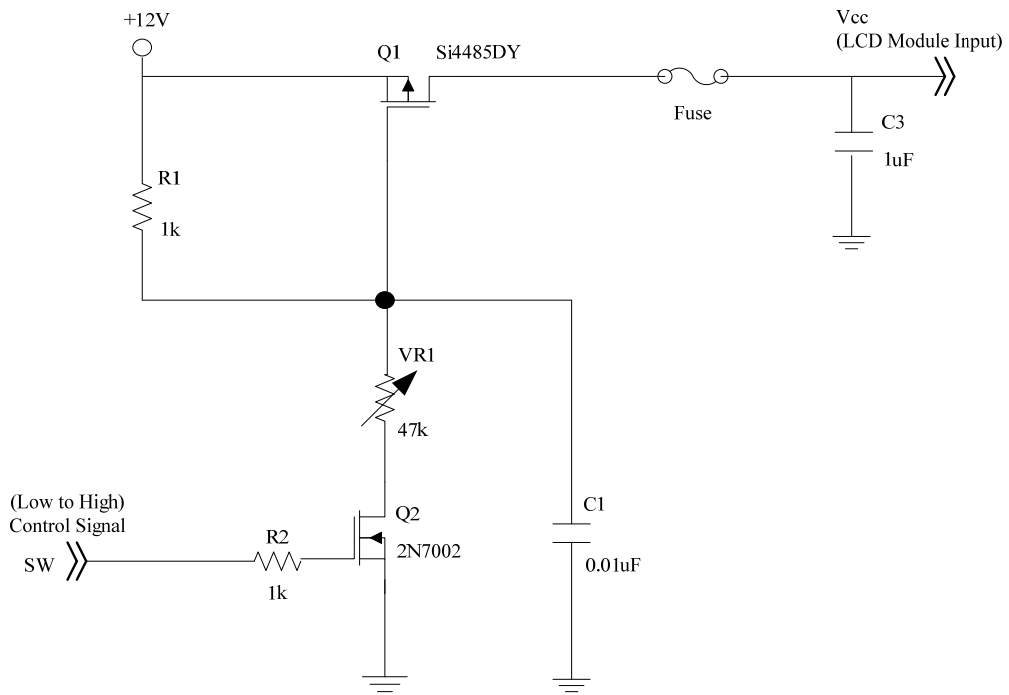 +12V
Q1
Si4485DY
Vcc
(LCD Module Input)
Fuse
C3
1uF
R1
1k
VR1
47k
(Low to High)
Control Signal
SW
R2
1k
Q2
2N7002
C1
0.01uF